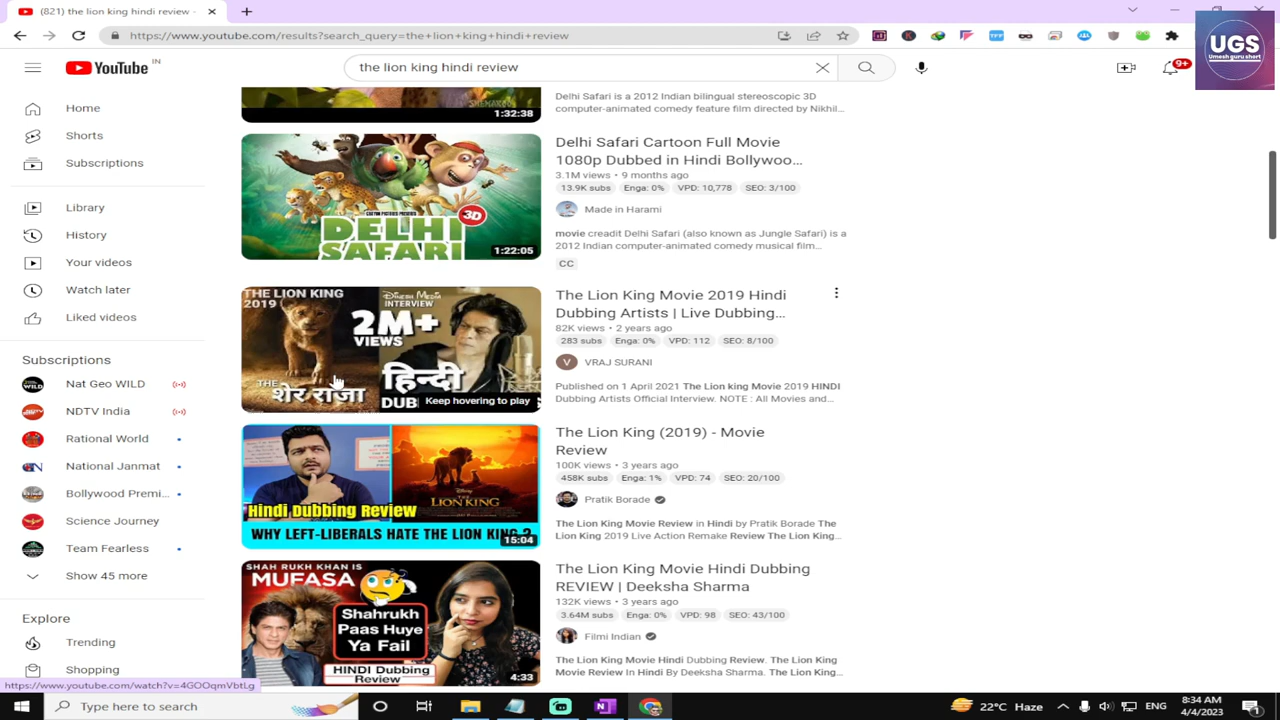 (821) the lion king hindi review -
https://www.youtube.com/results?search_query=the+lion+king+hindi+review
UGS
Umesh guru short
YouTube IN
the lion king hindi review
9+
Home
Shorts
Subscriptions
Library
History
Your videos
Watch later
Liked videos
Subscriptions
Nat Geo WILD
NDTV India
Rational World
National Janmat
Bollywood Premi...
Science Journey
Team Fearless
Show 45 more
Explore
Trending
Shopping
https://www.youtube.com/watch?v=4GOOqmVbtLg
SHEMAROO
1:32:38
Delhi Safari is a 2012 Indian bilingual stereoscopic 3D
computer-animated comedy feature film directed by Nikhil...
DELHI
SAFARI
3D
1:22:05
Delhi Safari Cartoon Full Movie
1080p Dubbed in Hindi Bollywoo...
3.1M views • 9 months ago
13.9K subs Enga: 0% VPD: 10,778 SEO: 3/100
Made in Harami
movie creadit Delhi Safari (also known as Jungle Safari) is a
2012 Indian computer-animated comedy musical film...
CC
THE LION KING
2019
DINESH MEDIA
INTERVIEW
2M+
VIEWS
हिन्दी
THE
शेर राजा
DUB
Keep hovering to play
The Lion King Movie 2019 Hindi
Dubbing Artists | Live Dubbing...
82K views • 2 years ago
283 subs Enga: 0% VPD: 112 SEO: 8/100
V VRAJ SURANI
Published on 1 April 2021 The Lion king Movie 2019 HINDI
Dubbing Artists Official Interview. NOTE : All Movies and...
Disney
THE
LION KING
Hindi Dubbing Review
WHY LEFT-LIBERALS HATE THE LION KING ?
15:04
The Lion King (2019) - Movie
Review
100K views • 3 years ago
458K subs Enga: 1% VPD: 74 SEO: 20/100
Pratik Borade
The Lion King Movie Review in Hindi by Pratik Borade The
Lion King 2019 Live Action Remake Review The Lion King...
SHAH RUKH KHAN IS
MUFASA
Shahrukh
Paas Huye
Ya Fail
HINDI Dubbing
Review
4:33
The Lion King Movie Hindi Dubbing
REVIEW | Deeksha Sharma
132K views • 3 years ago
3.64M subs Enga: 0% VPD: 98 SEO: 43/100
Filmi Indian
The Lion King Movie Hindi Dubbing Review. The Lion King
Movie Review In Hindi By Deeksha Sharma. The Lion King...
Type here to search
22°C Haze
ENG
8:34 AM
4/4/2023
1